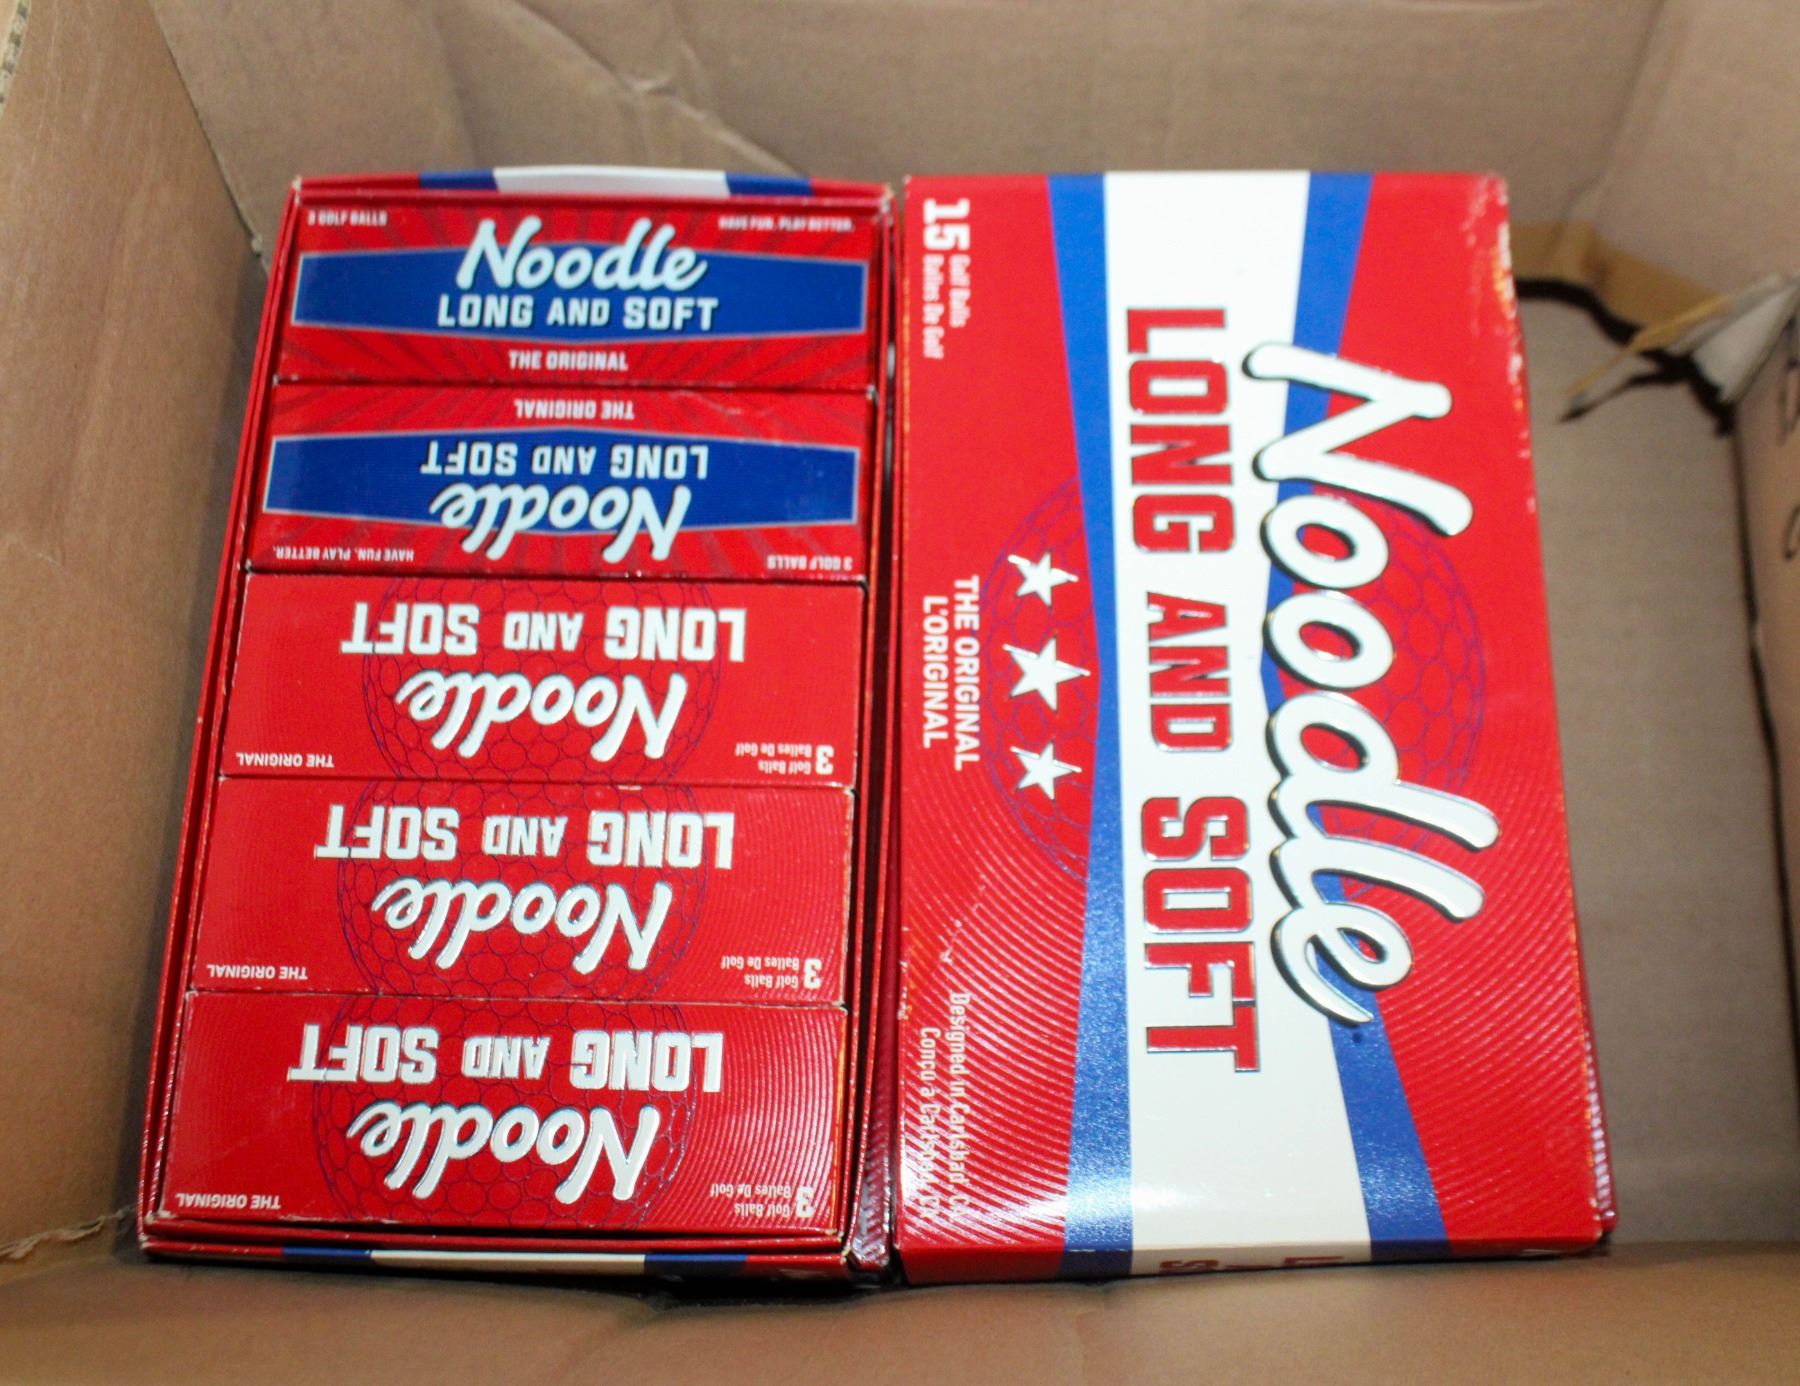 3 GOLF BALLS
HAVE FUN. PLAY BETTER.
Noodle
LONG AND SOFT
THE ORIGINAL
THE ORIGINAL
LONG AND SOFT
Noodle
3 GOLF BALLS
HAVE FUN. PLAY BETTER.
LONG AND SOFT
Noodle
3 Golf Balls
Balles De Golf
THE ORIGINAL
LONG AND SOFT
Noodle
3 Golf Balls
Balles De Golf
THE ORIGINAL
LONG AND SOFT
Noodle
3 Golf Balls
Balles De Golf
THE ORIGINAL
Noodle
LONG AND SOFT
15 Golf Balls
Balles De Golf
THE ORIGINAL
L'ORIGINAL
Designed in Carlsbad, CA
Conçu à Carlsbad, CA